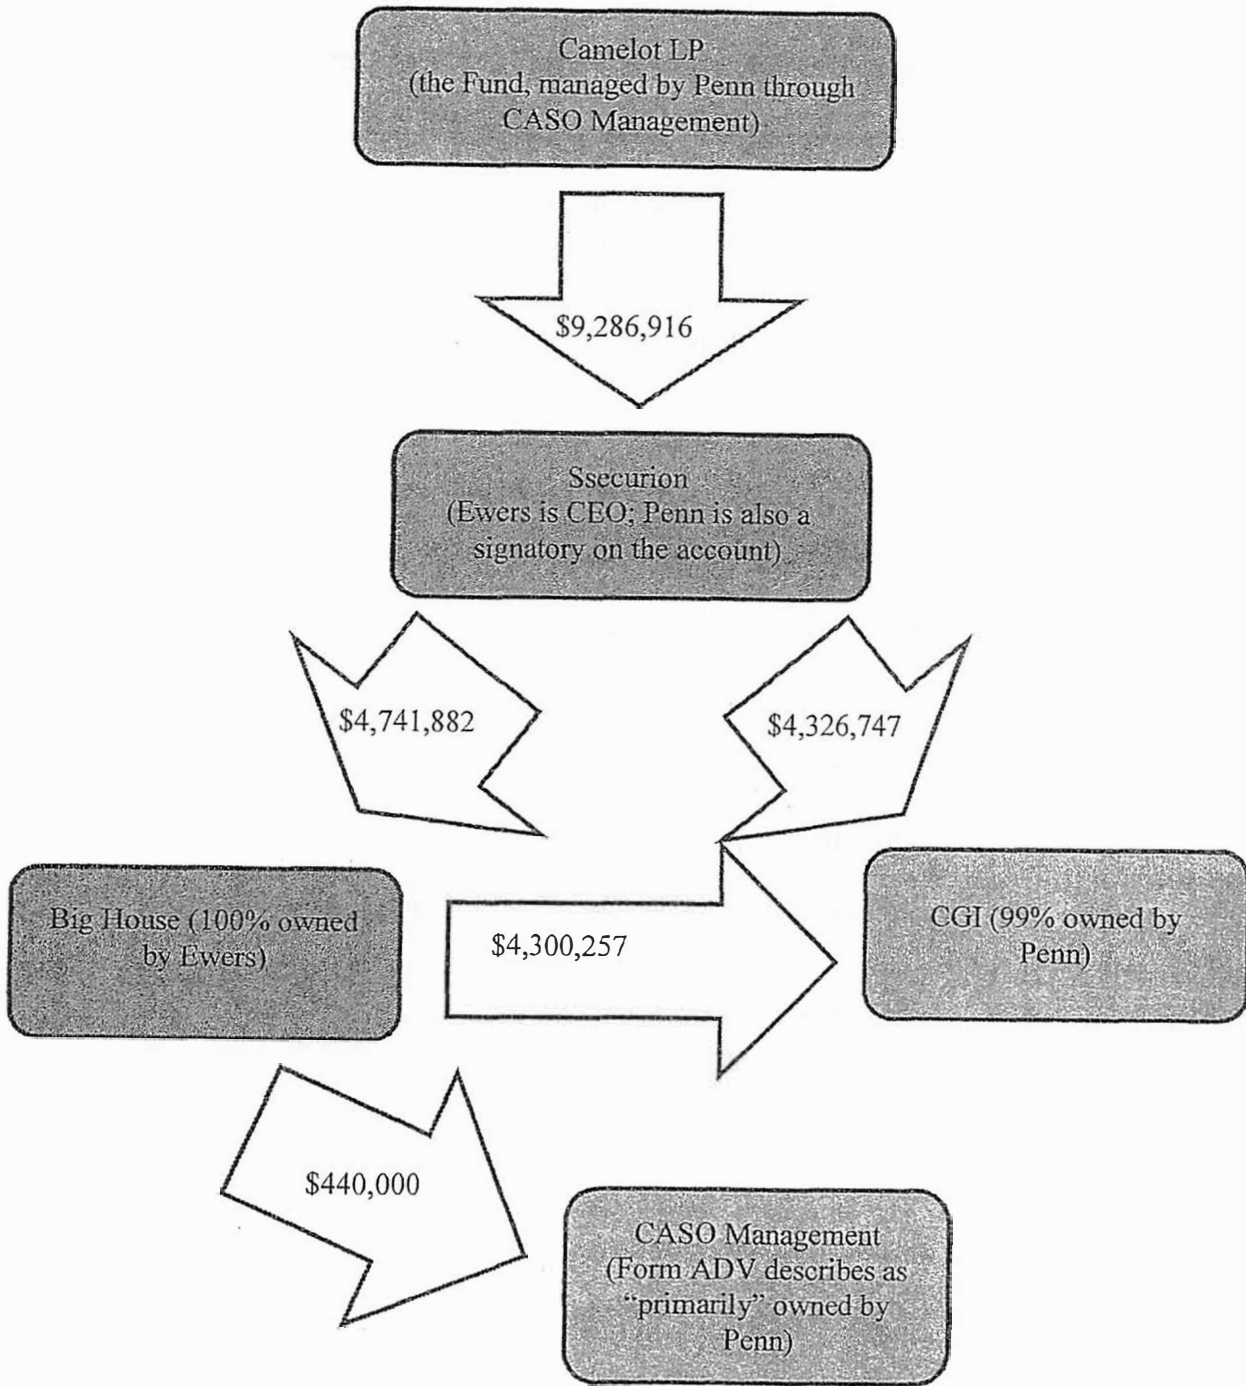 Camelot LP
(the Fund, managed by Penn through
CASO Management)
$9,286,916
Ssecurion
(Ewers is CEO; Penn is also a
signatory on the account)
$4,741,882
$4,326,747
Big House (100% owned
by Ewers)
$4,300,257
CGI (99% owned by
Penn)
$440,000
CASO Management
(Form ADV describes as
“primarily” owned by
Penn)